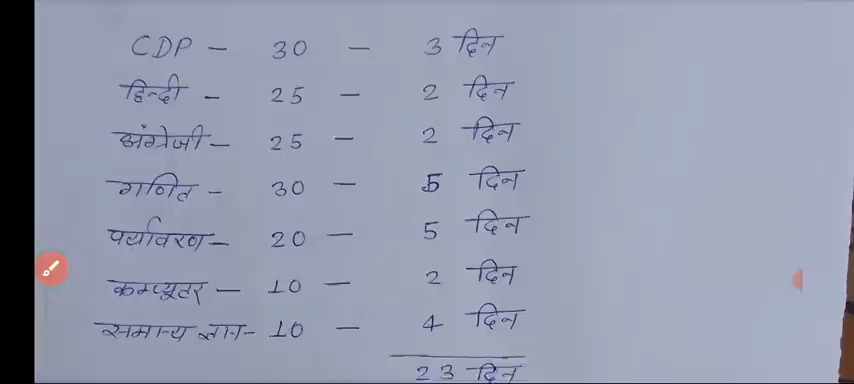 CDP - 30 - 3 दिन
हिन्दी - 25 - 2 दिन
अंग्रेजी - 25 - 2 दिन
गणित - 30 - 5 दिन
पर्यावरण - 20 - 5 दिन
कम्प्यूटर - 10 - 2 दिन
समान्य ज्ञान - 10 - 4 दिन
23 दिन